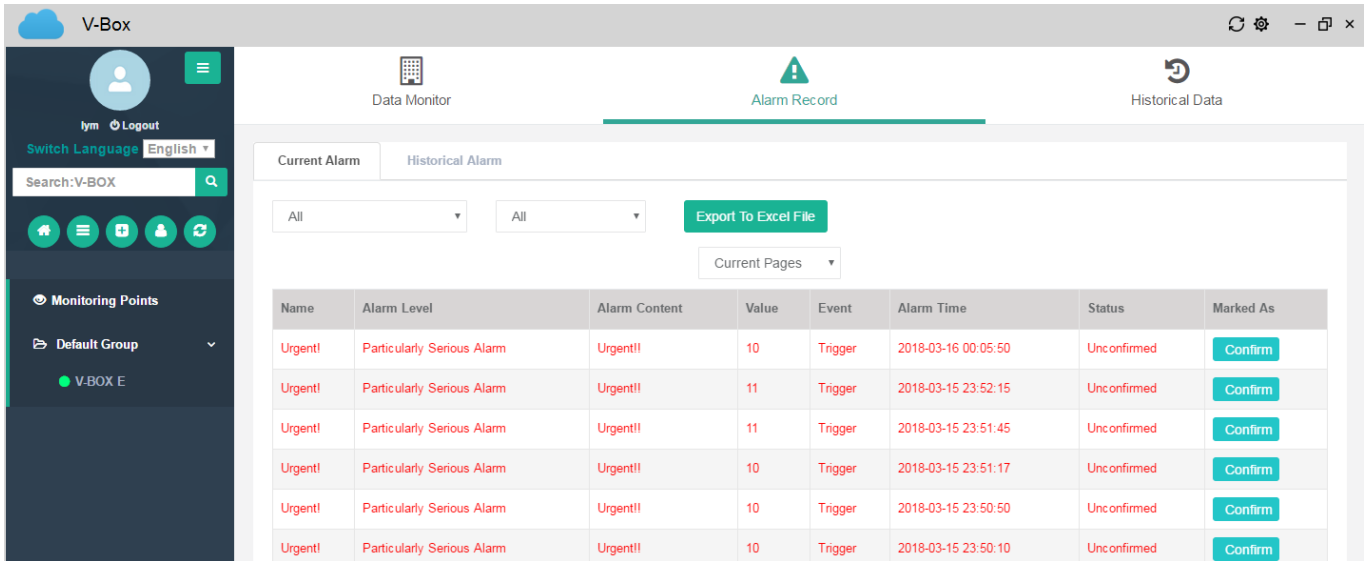 V-Box
lym Logout
Switch Language English
Search:V-BOX
Monitoring Points
Default Group
V-BOX E
Data Monitor Alarm Record Historical Data
Current Alarm Historical Alarm
All All Export To Excel File
Current Pages
Name Alarm Level Alarm Content Value Event Alarm Time Status Marked As
Urgent! Particularly Serious Alarm Urgent!! 10 Trigger 2018-03-16 00:05:50 Unconfirmed Confirm
Urgent! Particularly Serious Alarm Urgent!! 11 Trigger 2018-03-15 23:52:15 Unconfirmed Confirm
Urgent! Particularly Serious Alarm Urgent!! 11 Trigger 2018-03-15 23:51:45 Unconfirmed Confirm
Urgent! Particularly Serious Alarm Urgent!! 10 Trigger 2018-03-15 23:51:17 Unconfirmed Confirm
Urgent! Particularly Serious Alarm Urgent!! 10 Trigger 2018-03-15 23:50:50 Unconfirmed Confirm
Urgent! Particularly Serious Alarm Urgent!! 10 Trigger 2018-03-15 23:50:10 Unconfirmed Confirm